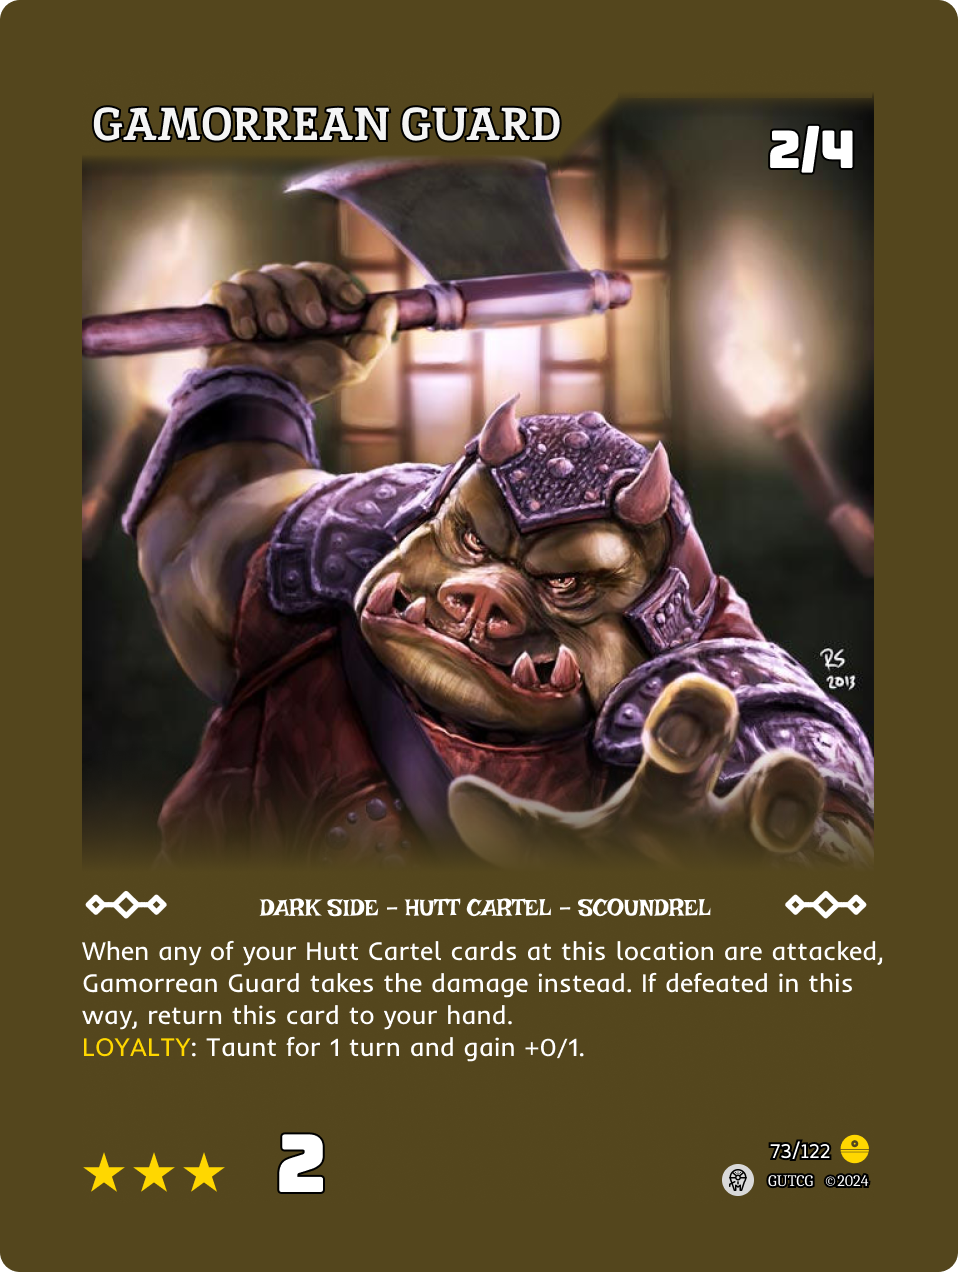 GAMORREAN GUARD
2/4
RS
2013
DARK SIDE – HUTT CARTEL – SCOUNDREL
When any of your Hutt Cartel cards at this location are attacked,
Gamorrean Guard takes the damage instead. If defeated in this
way, return this card to your hand.
LOYALTY: Taunt for 1 turn and gain +0/1.
2
73/122
GUTCG ©2024